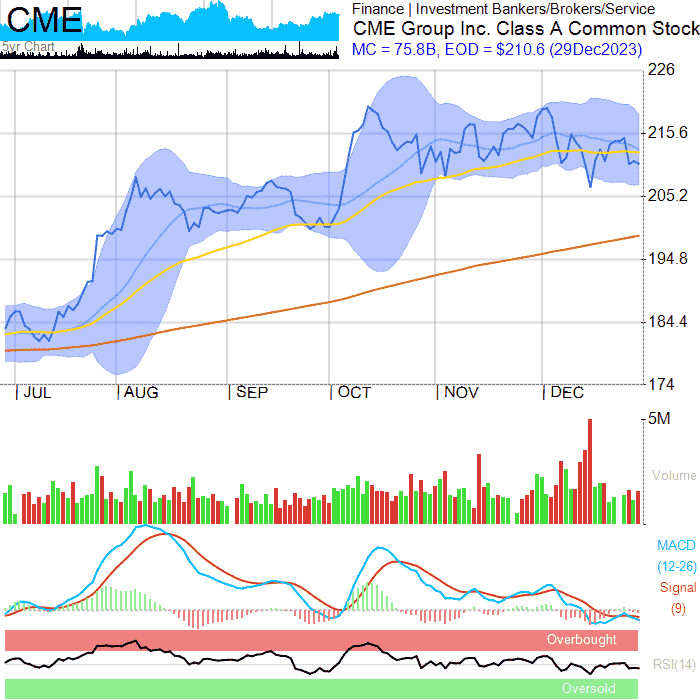 CME
5yr Chart
Finance | Investment Bankers/Brokers/Service
CME Group Inc. Class A Common Stock
MC = 75.8B, EOD = $210.6 (29Dec2023)
226
215.6
205.2
194.8
184.4
174
JUL
AUG
SEP
OCT
NOV
DEC
5M
Volume
MACD
(12-26)
Signal
(9)
Overbought
RSI(14)
Oversold